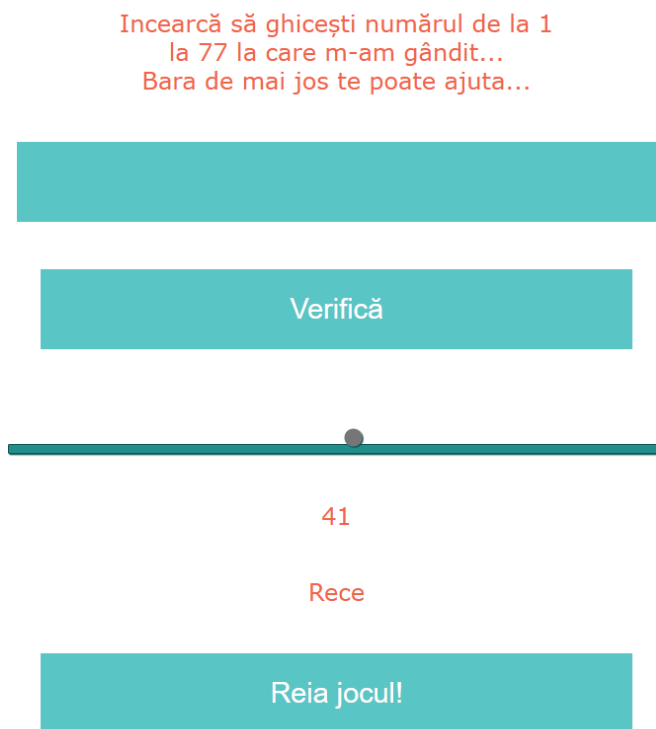 Incearcă să ghicești numărul de la 1
la 77 la care m-am gândit...
Bara de mai jos te poate ajuta...
Verifică
41
Rece
Reia jocul!